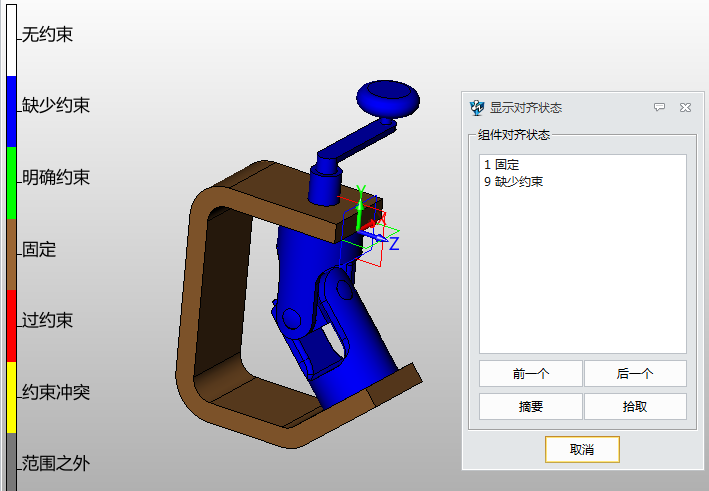 无约束
缺少约束
明确约束
固定
过约束
约束冲突
范围之外
Y
X
Z
显示对齐状态
组件对齐状态
1 固定
9 缺少约束
前一个
后一个
摘要
拾取
取消